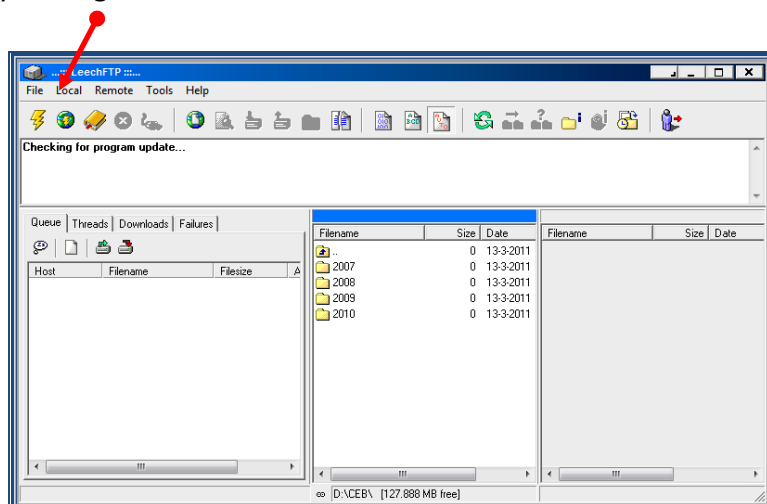 ...::: LeechFTP :::...
File Local Remote Tools Help
Checking for program update...
Queue Threads Downloads Failures
Host Filename Filesize A
Filename Size Date
.. 0 13-3-2011
2007 0 13-3-2011
2008 0 13-3-2011
2009 0 13-3-2011
2010 0 13-3-2011
Filename Size Date
D:\CEB\ [127.888 MB free]